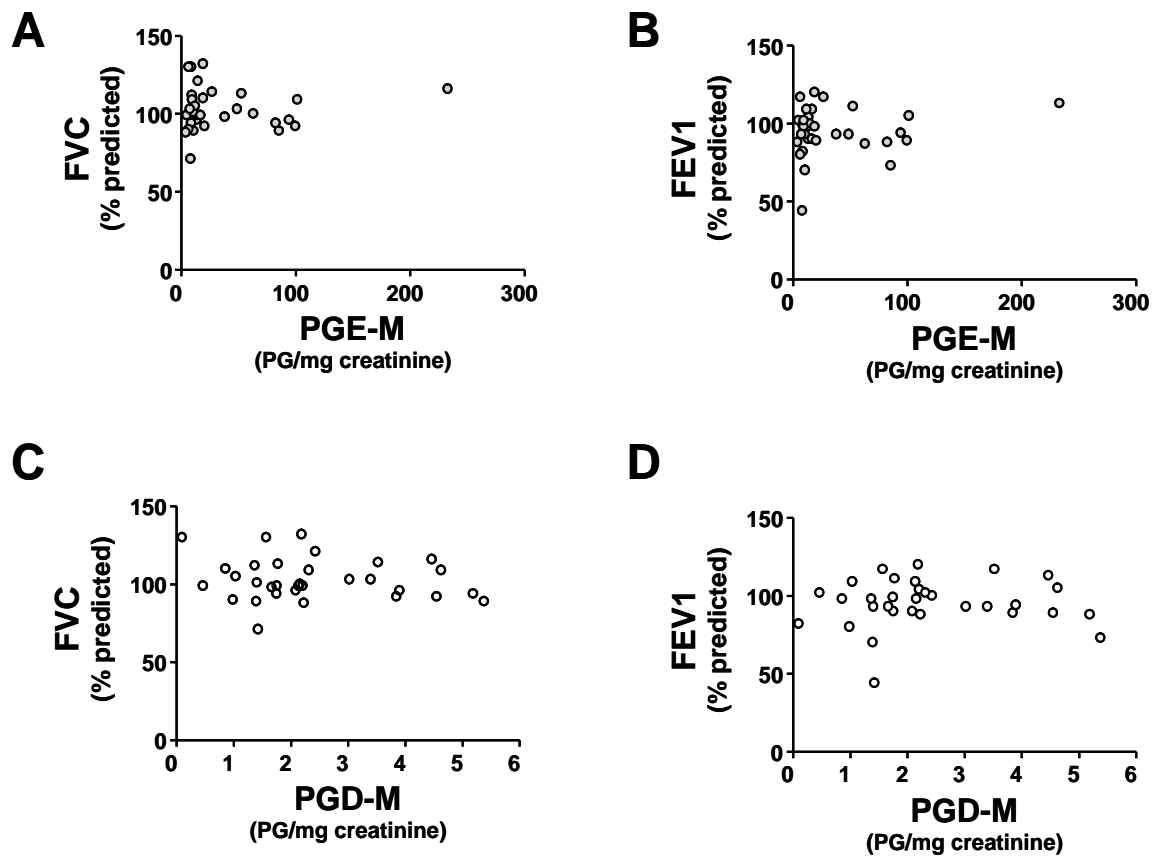 A
150
100
50
0
FVC
(% predicted)
0 100 200 300
PGE-M
(PG/mg creatinine)
B
150
100
50
0
FEV1
(% predicted)
0 100 200 300
PGE-M
(PG/mg creatinine)
C
150
100
50
0
FVC
(% predicted)
0 1 2 3 4 5 6
PGD-M
(PG/mg creatinine)
D
150
100
50
0
FEV1
(% predicted)
0 1 2 3 4 5 6
PGD-M
(PG/mg creatinine)